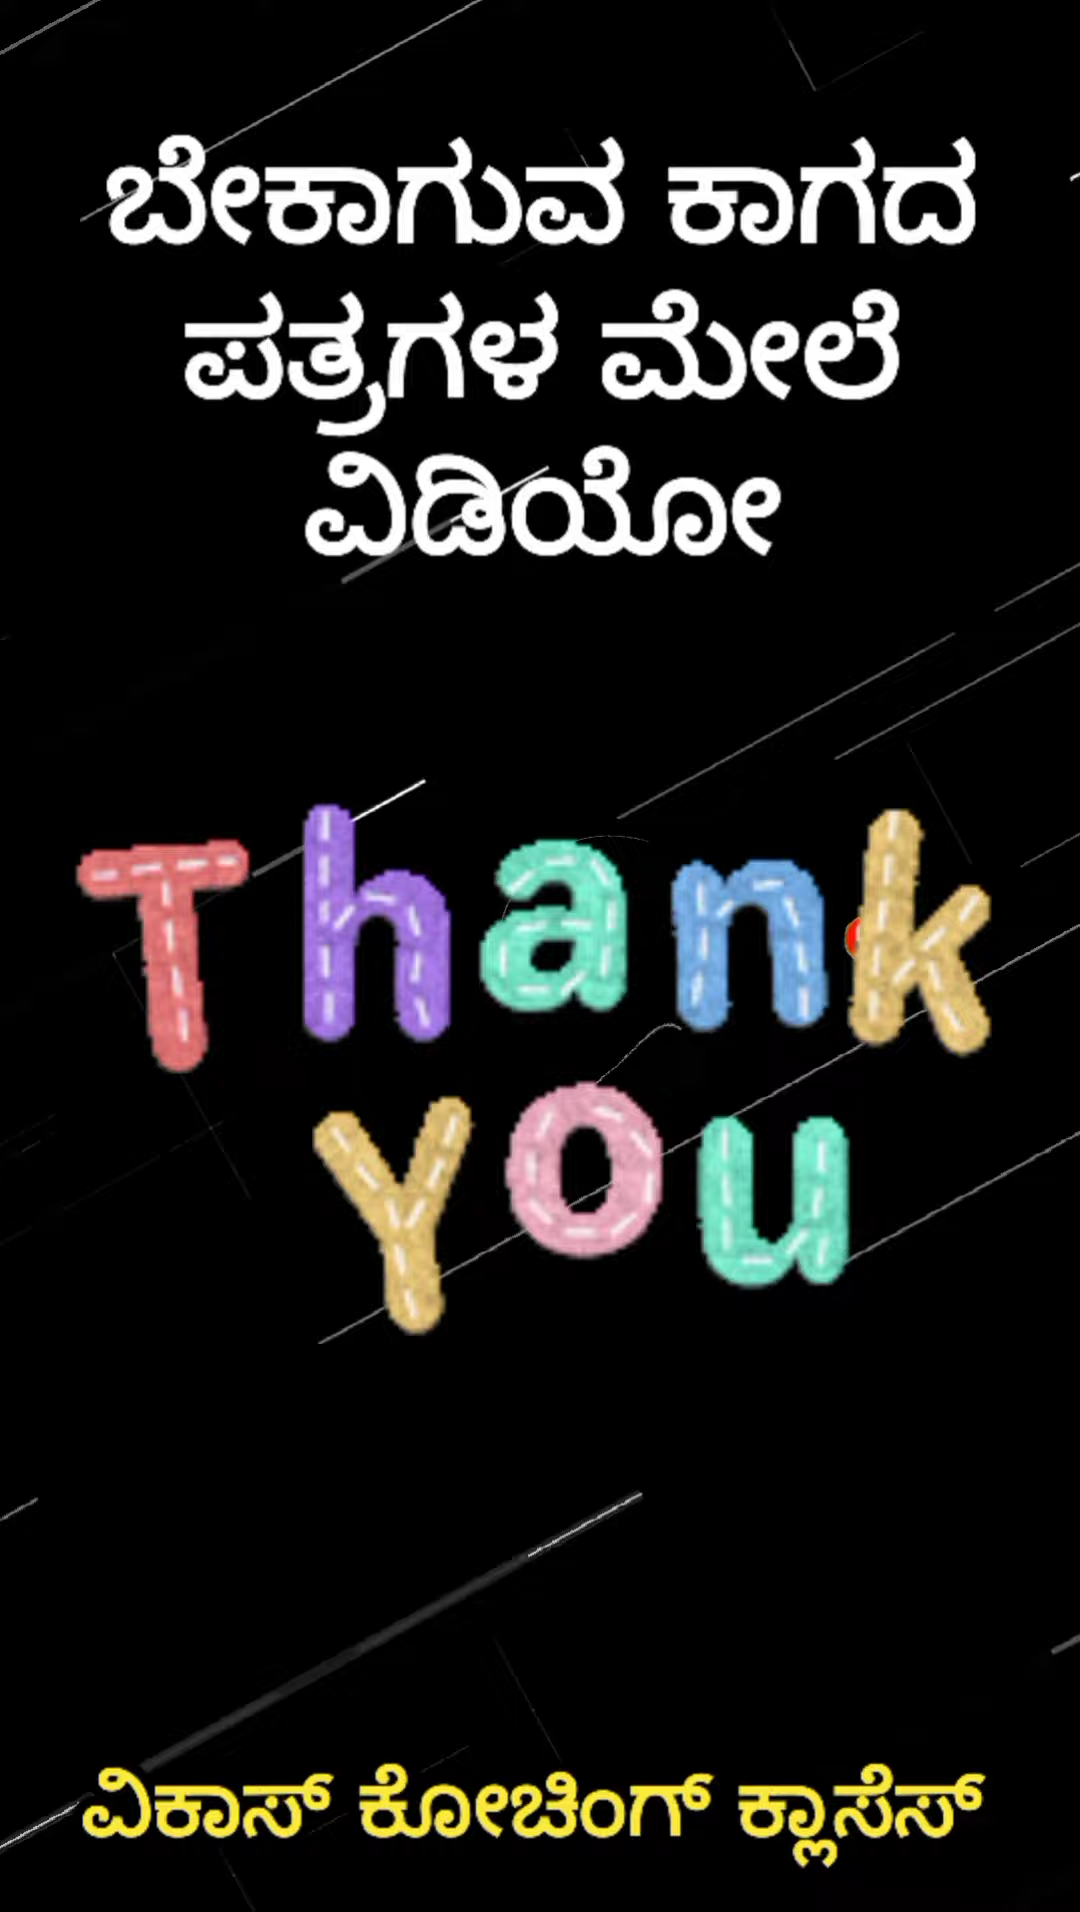 ಬೇಕಾಗುವ ಕಾಗದ
ಪತ್ರಗಳ ಮೇಲೆ
ವಿಡಿಯೋ
Thank
You
ವಿಕಾಸ್ ಕೋಚಿಂಗ್ ಕ್ಲಾಸೆಸ್